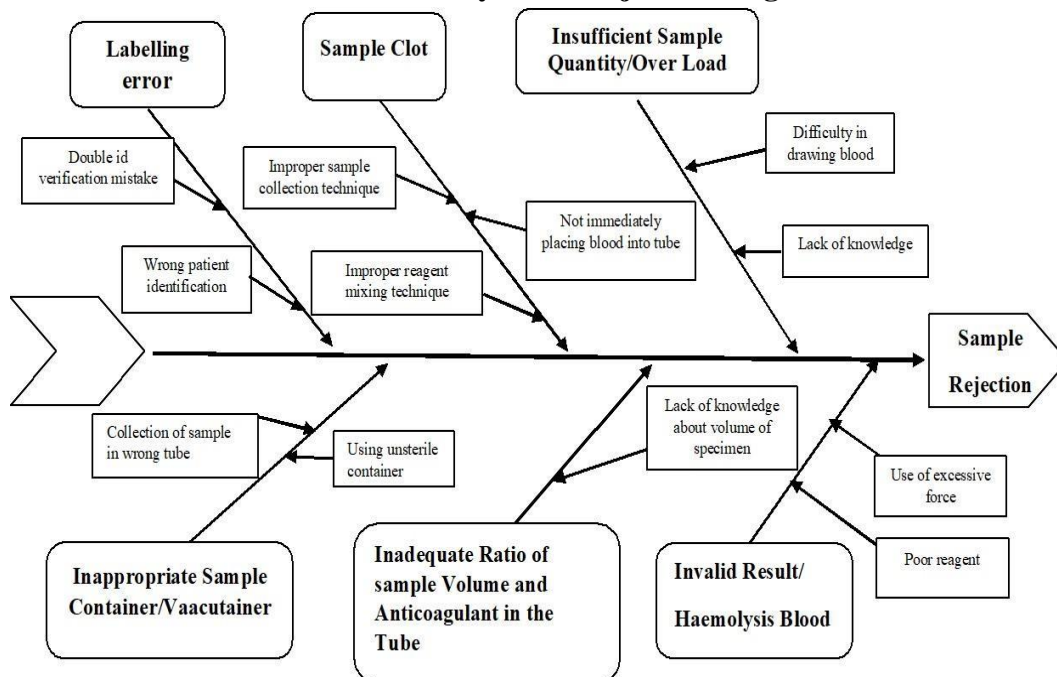 Labelling
error
Sample Clot
Insufficient Sample
Quantity/Over Load
Double id
verification mistake
Improper sample
collection technique
Difficulty in
drawing blood
Not immediately
placing blood into tube
Lack of knowledge
Wrong patient
identification
Improper reagent
mixing technique
Sample
Rejection
Collection of sample
in wrong tube
Using unsterile
container
Lack of knowledge
about volume of
specimen
Use of excessive
force
Poor reagent
Inappropriate Sample
Container/Vaacutainer
Inadequate Ratio of
sample Volume and
Anticoagulant in the
Tube
Invalid Result/
Haemolysis Blood